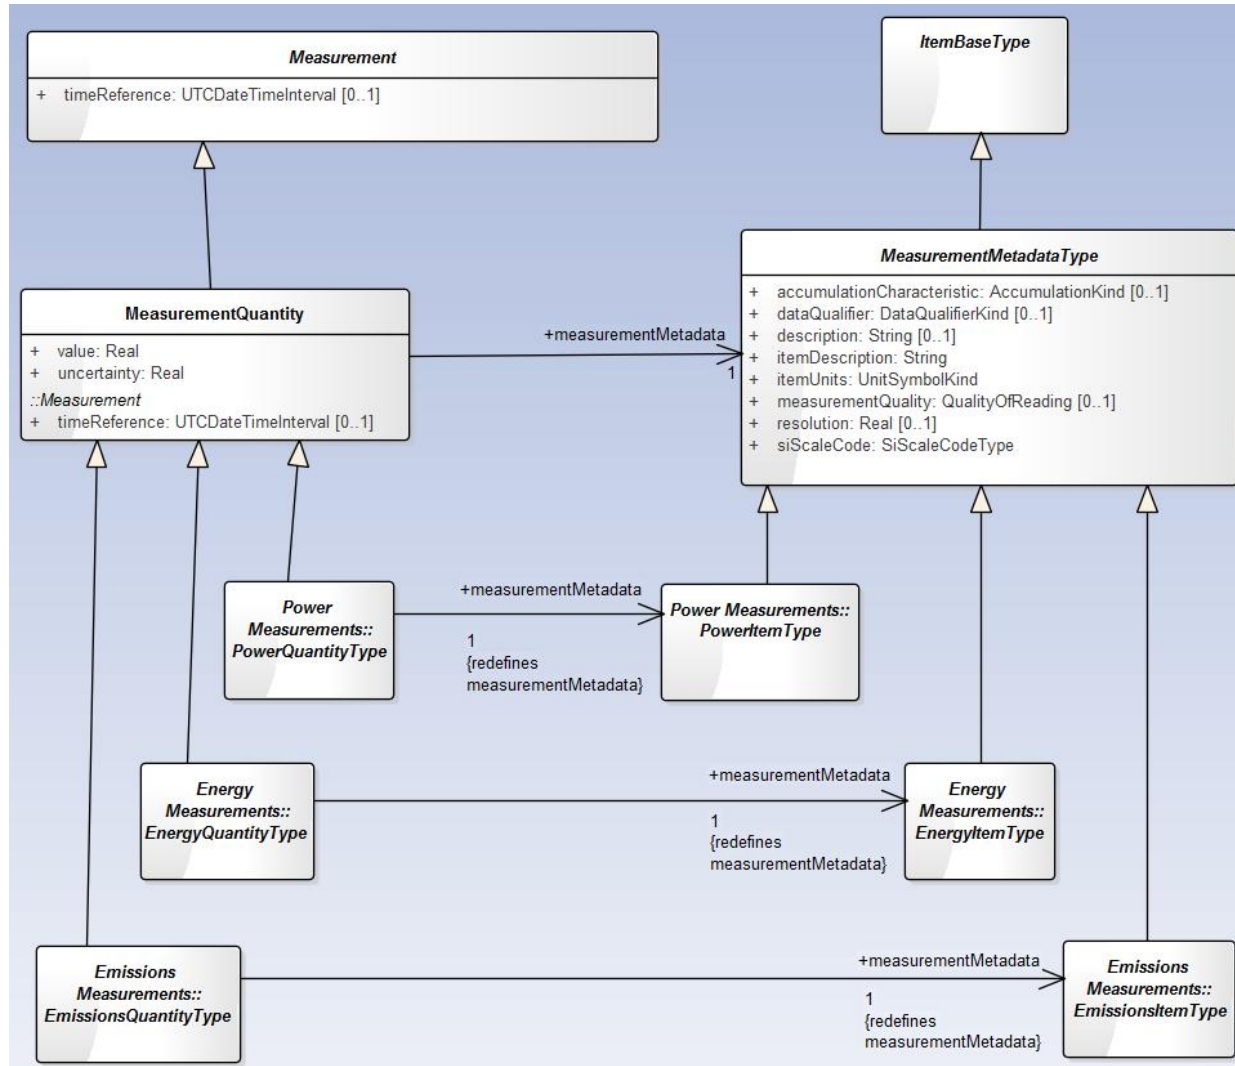 Measurement
+ timeReference: UTCDateTimeInterval [0..1]
ItemBaseType
MeasurementMetadataType
+ accumulationCharacteristic: AccumulationKind [0..1]
+ dataQualifier: DataQualifierKind [0..1]
+ description: String [0..1]
+ itemDescription: String
+ itemUnits: UnitSymbolKind
+ measurementQuality: QualityOfReading [0..1]
+ resolution: Real [0..1]
+ siScaleCode: SiScaleCodeType
MeasurementQuantity
+ value: Real
+ uncertainty: Real
::Measurement
+ timeReference: UTCDateTimeInterval [0..1]
+measurementMetadata
1
Power
Measurements::
PowerQuantityType
+measurementMetadata
1
{redefines
measurementMetadata}
Power Measurements::
PowerItemType
Energy
Measurements::
EnergyQuantityType
+measurementMetadata
1
{redefines
measurementMetadata}
Energy
Measurements::
EnergyItemType
Emissions
Measurements::
EmissionsQuantityType
+measurementMetadata
1
{redefines
measurementMetadata}
Emissions
Measurements::
EmissionsItemType